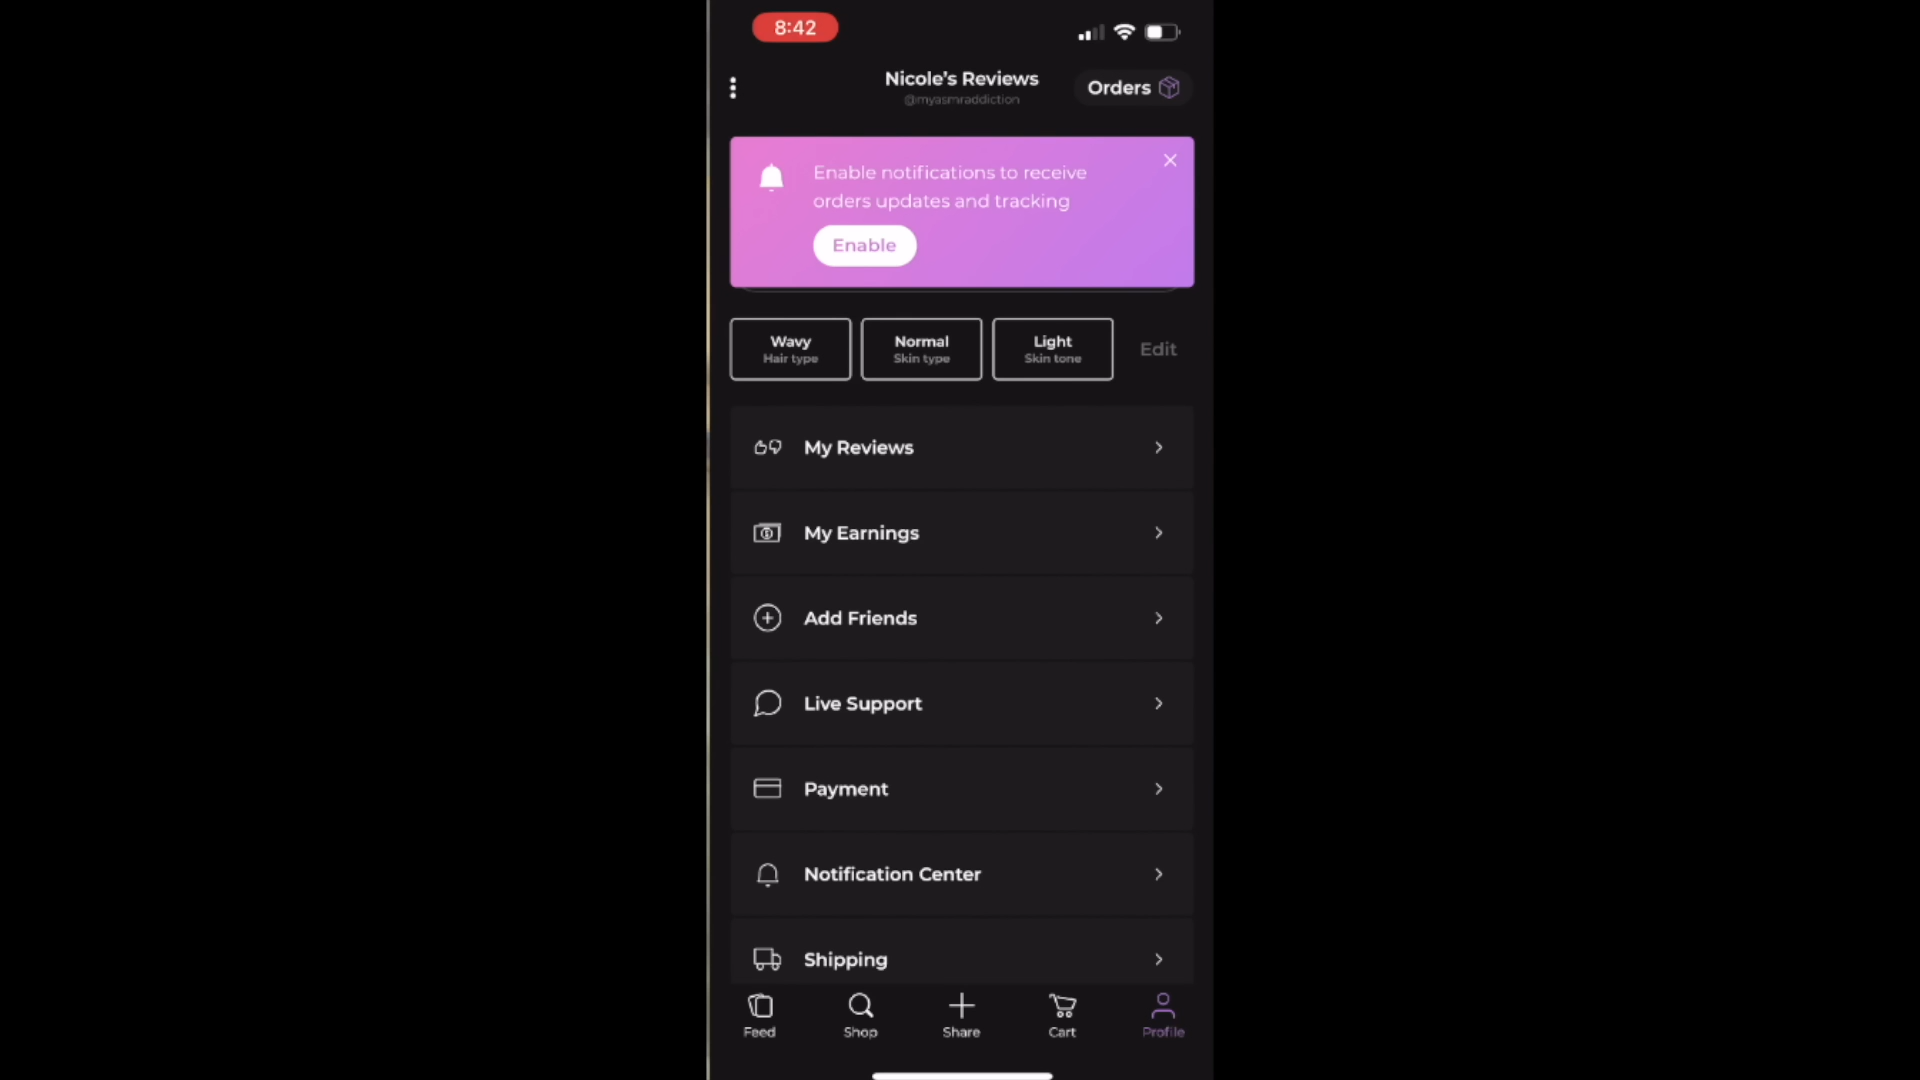 8:42
Nicole's Reviews
@myasmraddiction
Orders
Enable notifications to receive
orders updates and tracking
Enable
Wavy
Hair type
Normal
Skin type
Light
Skin tone
Edit
My Reviews
My Earnings
Add Friends
Live Support
Payment
Notification Center
Shipping
Feed
Shop
Share
Cart
Profile